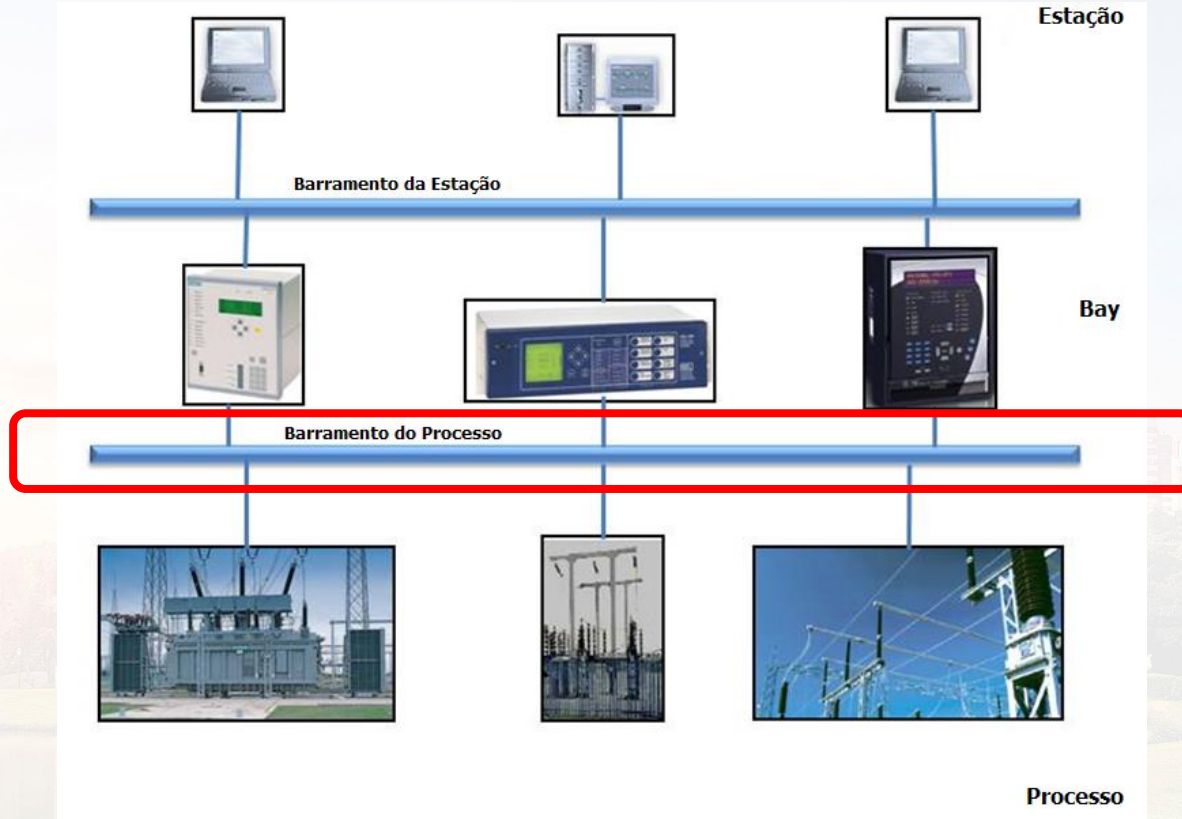 Estação
Barramento da Estação
Bay
Barramento do Processo
Processo